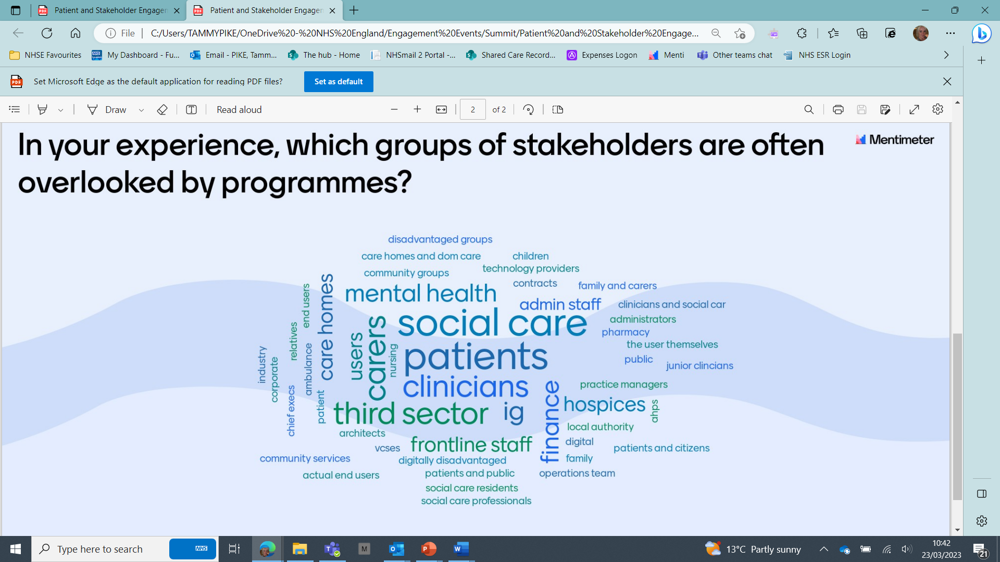 Patient and Stakeholder Engager
Patient and Stakeholder Engager
File
C:/Users/TAMMYPIKE/OneDrive%20-%20NHS%20England/Engagement%20Events/Summit/Patient%20and%20Stakeholder%20Engage...
NHSE Favourites
My Dashboard - Fu...
Email - PIKE, Tamm...
The hub - Home
NHSmail 2 Portal -...
Shared Care Record...
Expenses Logon
Menti
Other teams chat
NHS ESR Login
Set Microsoft Edge as the default application for reading PDF files?
Set as default
Draw
Read aloud
2
of 2
In your experience, which groups of stakeholders are often
overlooked by programmes?
Mentimeter
disadvantaged groups
care homes and dom care
children
technology providers
community groups
contracts
family and carers
mental health
admin staff
clinicians and social car
social care
administrators
pharmacy
the user themselves
patients
public
junior clincians
clinicians
practice managers
hospices
ahps
third sector
ig
finance
local authority
architects
digital
vcses
frontline staff
patients and citizens
community services
digitally disadvantaged
family
actual end users
patients and public
operations team
social care residents
social care professionals
industry
corporate
relatives
chief execs
end users
ambulance
care homes
patient
users
carers
nursing
Type here to search
NHS
13°C Partly sunny
10:42
23/03/2023
21